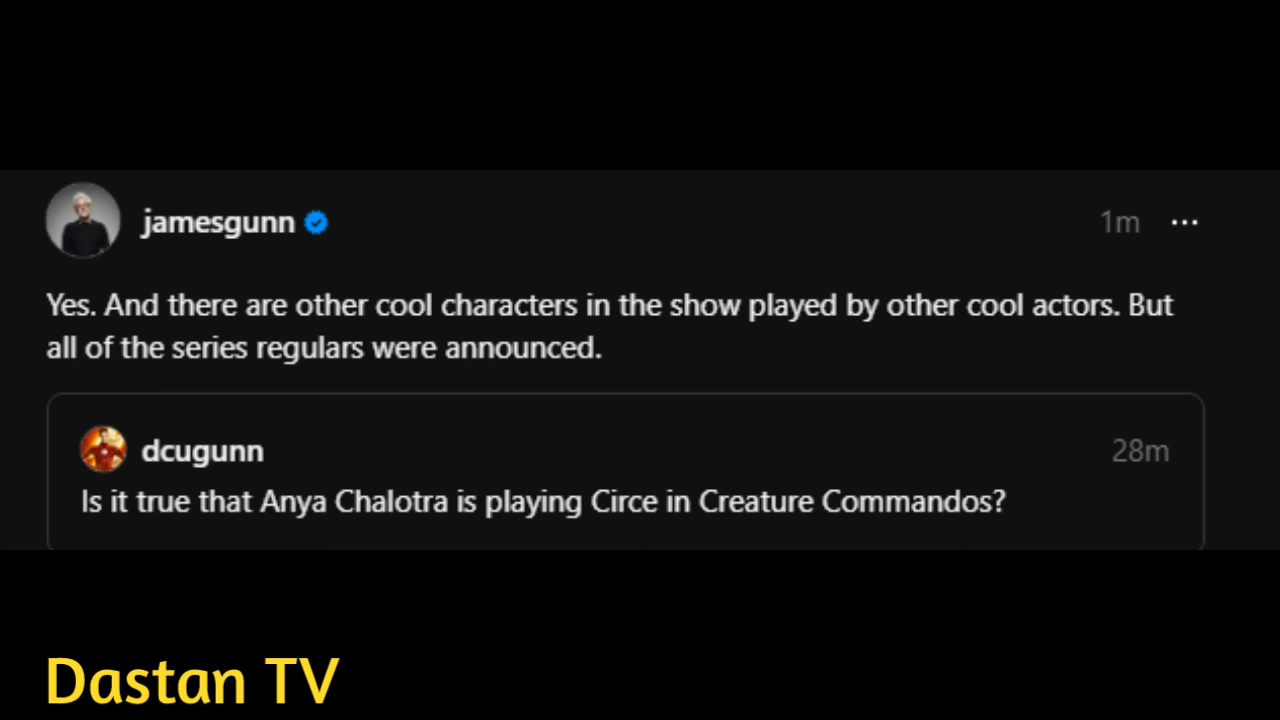 jamesgunn
1m
Yes. And there are other cool characters in the show played by other cool actors. But
all of the series regulars were announced.
dcugunn
28m
Is it true that Anya Chalotra is playing Circe in Creature Commandos?
Dastan TV